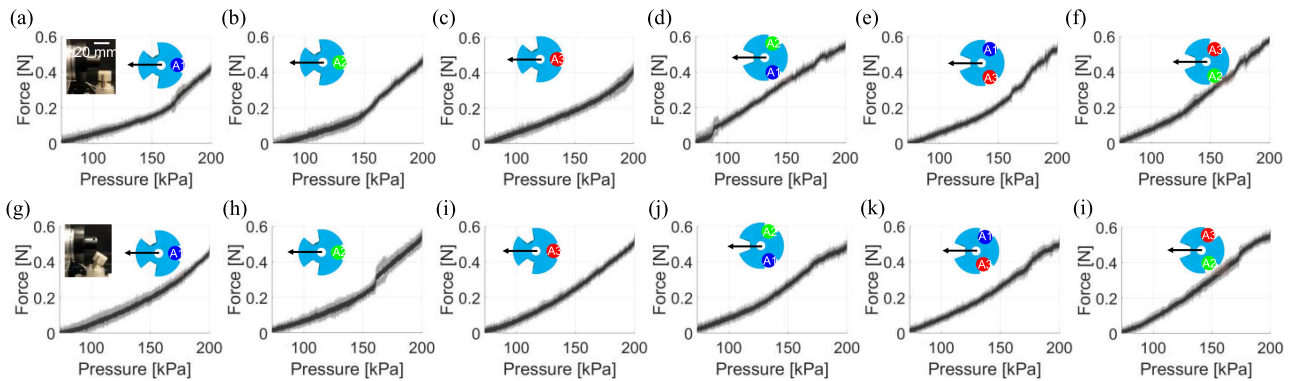 (a) (b) (c) (d) (e) (f)
0.6 0.6 0.6 0.6 0.6 0.6
20 mm
A1 A2 A3 A2 A1 A1 A3 A3 A2
0.4 0.4 0.4 0.4 0.4 0.4
0.2 0.2 0.2 0.2 0.2 0.2
0 0 0 0 0 0
Force [N] Force [N] Force [N] Force [N] Force [N] Force [N]
100 150 200 100 150 200 100 150 200 100 150 200 100 150 200 100 150 200
Pressure [kPa] Pressure [kPa] Pressure [kPa] Pressure [kPa] Pressure [kPa] Pressure [kPa]
(g) (h) (i) (j) (k) (i)
0.6 0.6 0.6 0.6 0.6 0.6
A1 A2 A3 A2 A1 A1 A3 A3 A2
0.4 0.4 0.4 0.4 0.4 0.4
0.2 0.2 0.2 0.2 0.2 0.2
0 0 0 0 0 0
Force [N] Force [N] Force [N] Force [N] Force [N] Force [N]
100 150 200 100 150 200 100 150 200 100 150 200 100 150 200 100 150 200
Pressure [kPa] Pressure [kPa] Pressure [kPa] Pressure [kPa] Pressure [kPa] Pressure [kPa]